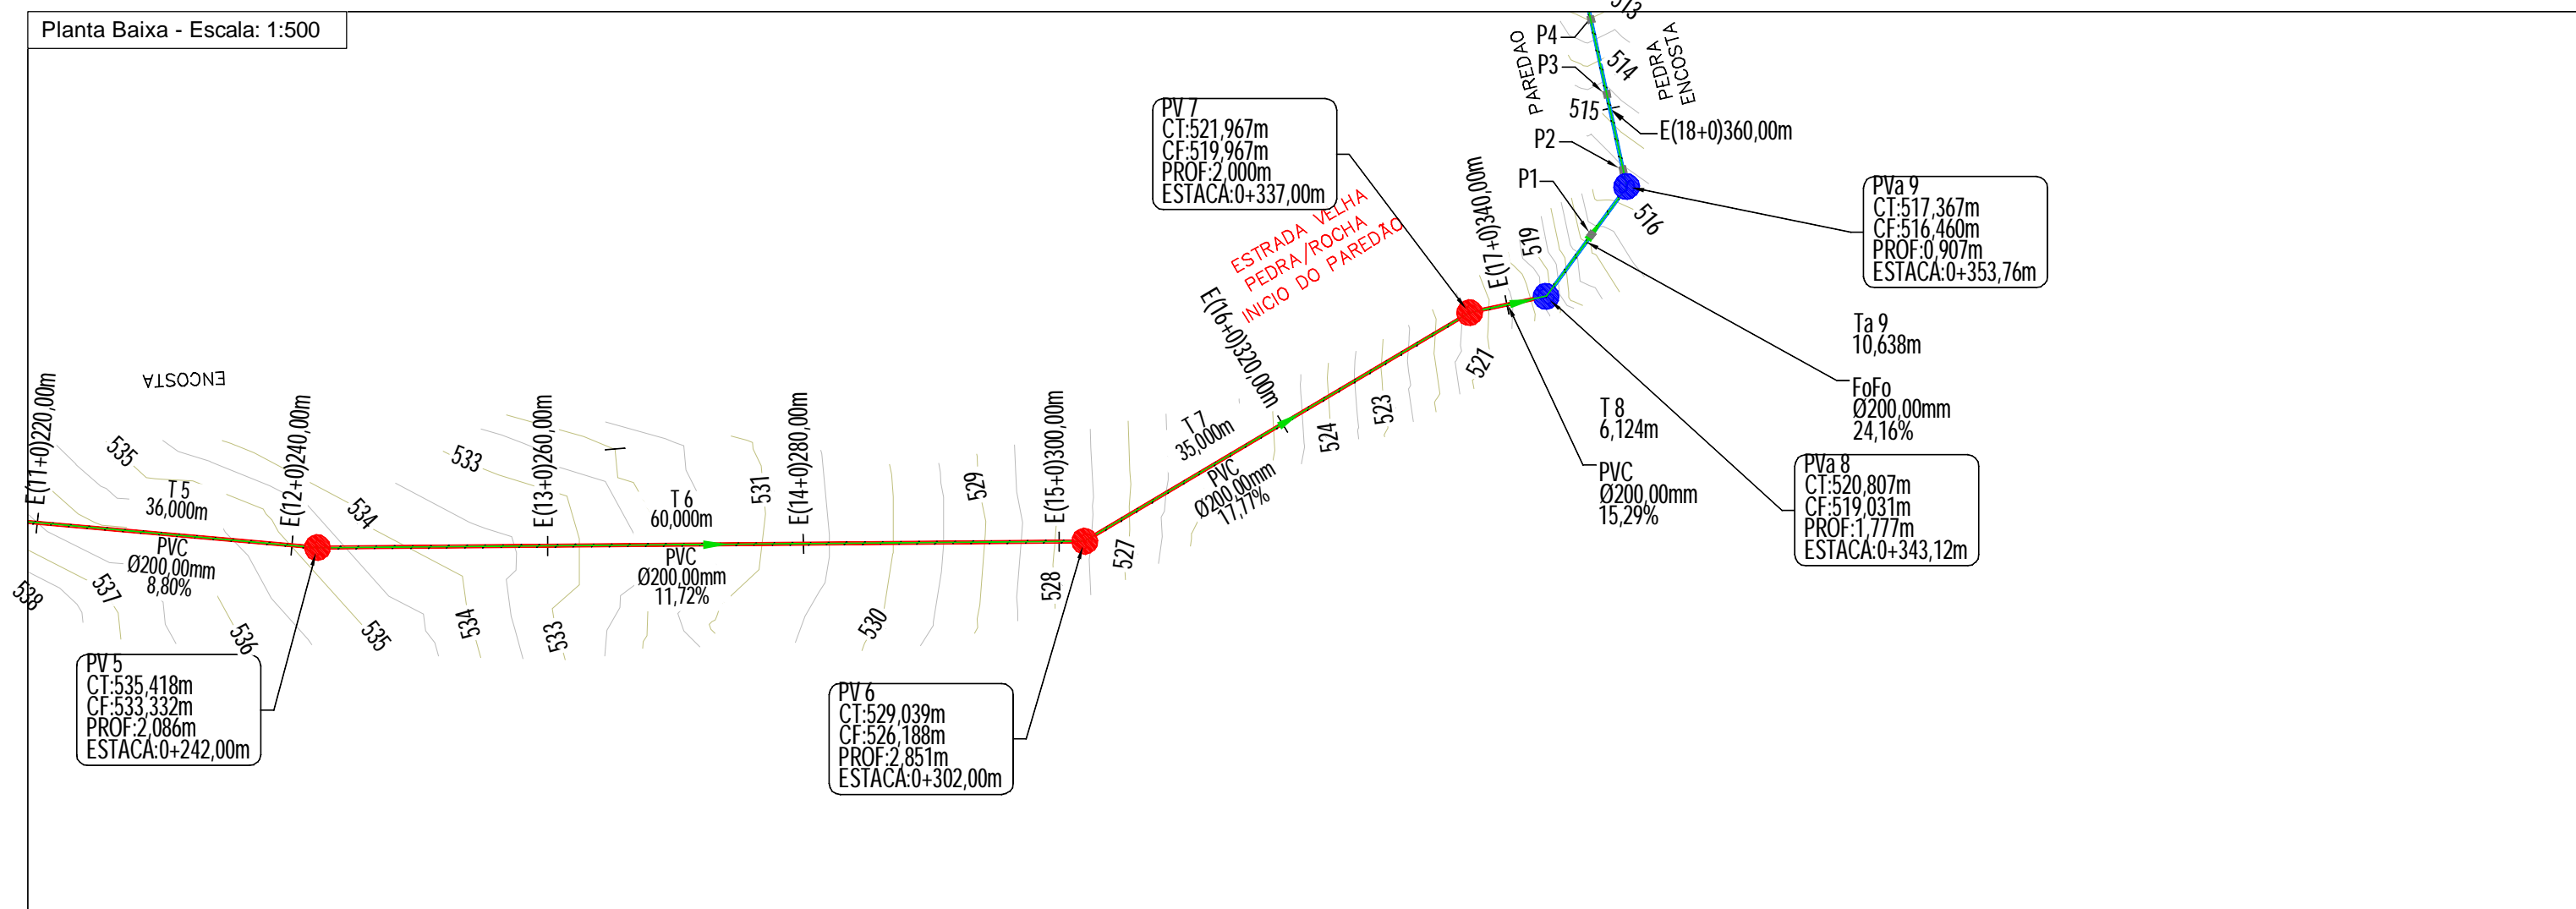 Planta Baixa - Escala: 1:500
513
P4
PAREDAO
PEDRA
ENCOSTA
P3
514
515
E(18+0)360,00m
P2
P1
516
PV 7
CT:521,967m
CF:519,967m
PROF:2,000m
ESTACA:0+337,00m
PVa 9
CT:517,367m
CF:516,460m
PROF:0,907m
ESTACA:0+353,76m
ESTRADA VELHA
PEDRA/ROCHA
INICIO DO PAREDÃO
E(17+0)340,00m
519
E(16+0)320,00m
521
523
524
Ta 9
10,638m
FoFo
Ø200,00mm
24,16%
T 8
6,124m
PVC
Ø200,00mm
15,29%
PVa 8
CT:520,807m
CF:519,031m
PROF:1,777m
ESTACA:0+343,12m
ENCOSTA
E(11+0)220,00m
535
T 5
36,000m
PVC
Ø200,00mm
8,80%
E(12+0)240,00m
534
533
E(13+0)260,00m
T 6
60,000m
PVC
Ø200,00mm
11,72%
531
E(14+0)280,00m
529
E(15+0)300,00m
T 7
35,000m
PVC
Ø200,00mm
17,77%
527
528
530
538
537
536
535
534
533
PV 5
CT:535,418m
CF:533,332m
PROF:2,086m
ESTACA:0+242,00m
PV 6
CT:529,039m
CF:526,188m
PROF:2,851m
ESTACA:0+302,00m